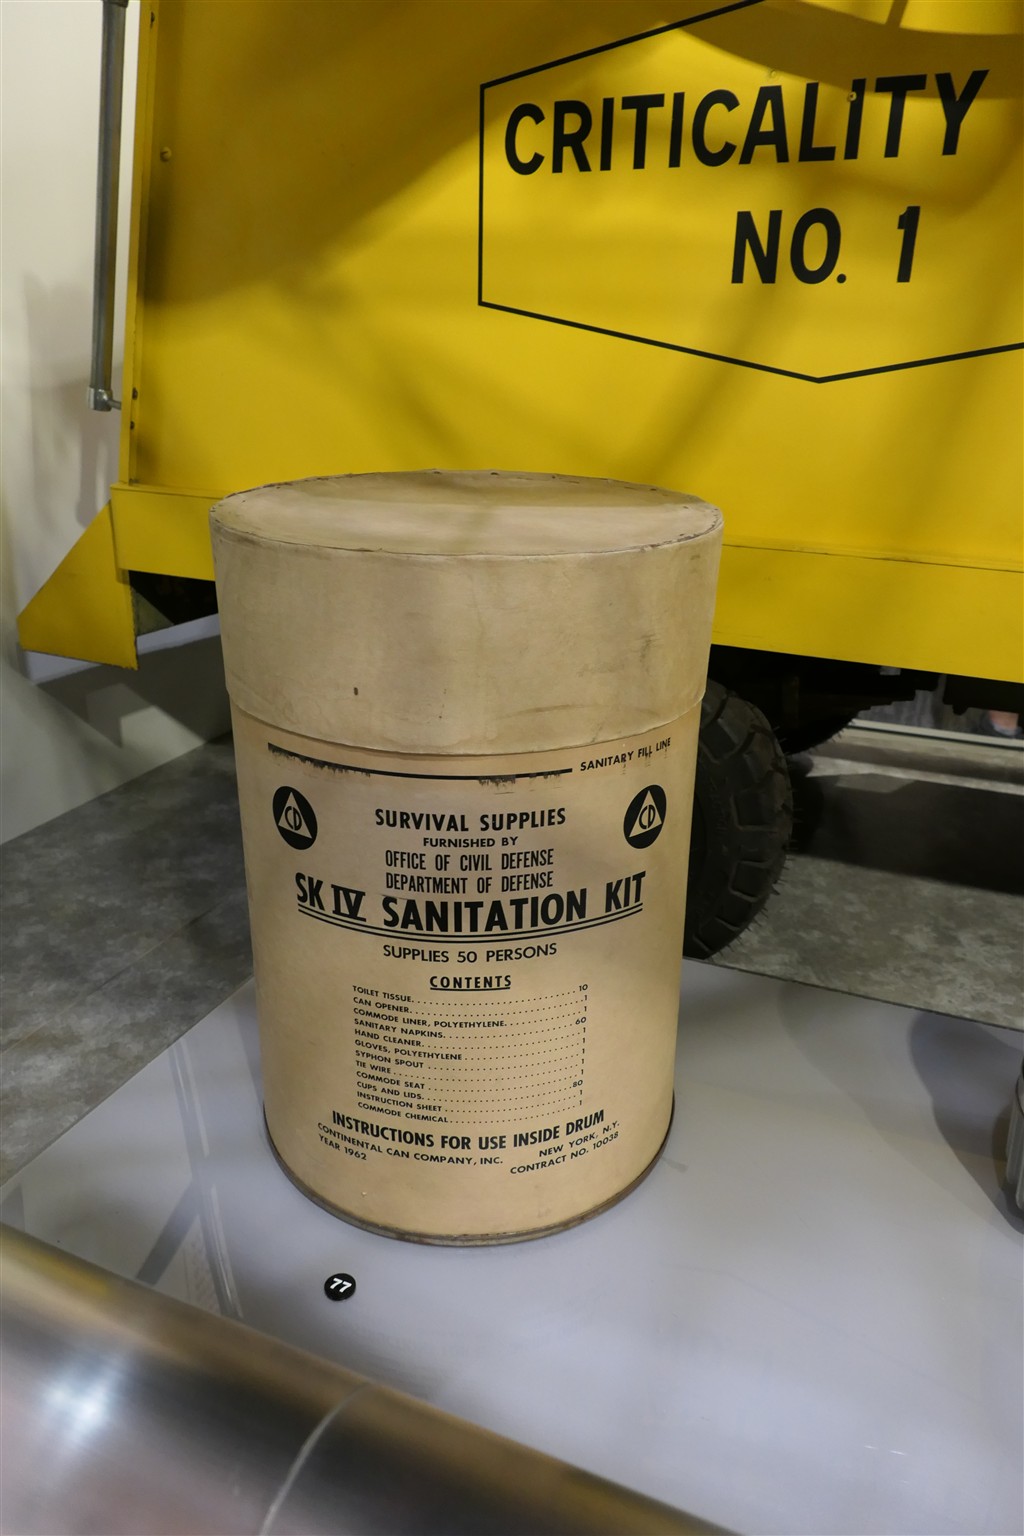 CRITICALITY
NO. 1
SANITARY FILL LINE
CD
CD
SURVIVAL SUPPLIES
FURNISHED BY
OFFICE OF CIVIL DEFENSE
DEPARTMENT OF DEFENSE
SK IV SANITATION KIT
SUPPLIES 50 PERSONS
CONTENTS
TOILET TISSUE. . . . . . . . . . . . . . . . . . . . . . . . 10
CAN OPENER. . . . . . . . . . . . . . . . . . . . . . . . . 1
COMMODE LINER, POLYETHYLENE. . . . . . . . . . . . 1
SANITARY NAPKINS. . . . . . . . . . . . . . . . . . . . 60
HAND CLEANER. . . . . . . . . . . . . . . . . . . . . . . 1
GLOVES, POLYETHYLENE . . . . . . . . . . . . . . . . . 1
SYPHON SPOUT . . . . . . . . . . . . . . . . . . . . . . 1
TIE WIRE . . . . . . . . . . . . . . . . . . . . . . . . . . 1
COMMODE SEAT . . . . . . . . . . . . . . . . . . . . . . 1
CUPS AND LIDS. . . . . . . . . . . . . . . . . . . . . . 80
INSTRUCTION SHEET . . . . . . . . . . . . . . . . . . . 1
COMMODE CHEMICAL. . . . . . . . . . . . . . . . . . . 1
INSTRUCTIONS FOR USE INSIDE DRUM
CONTINENTAL CAN COMPANY, INC. NEW YORK, N.Y.
YEAR 1962 CONTRACT NO. 10038
77